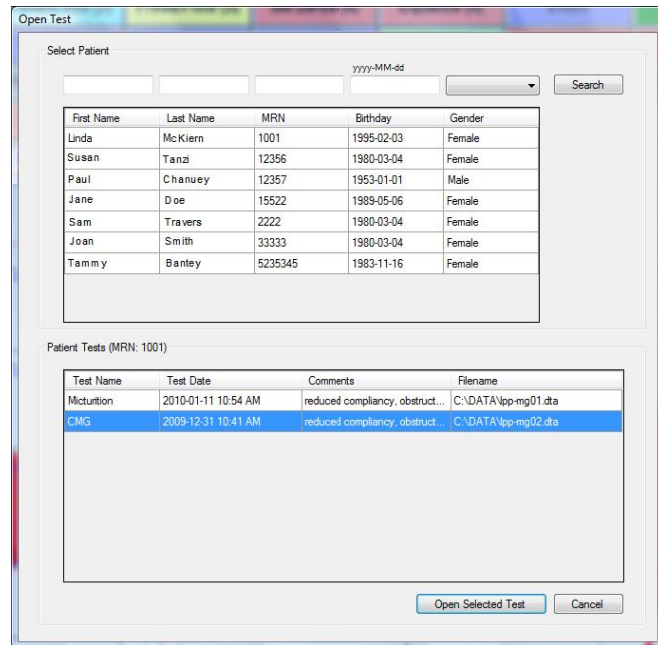 Open Test
Select Patient
yyyy-MM-dd
Search
First Name Last Name MRN Birthday Gender
Linda McKiern 1001 1995-02-03 Female
Susan Tanzi 12356 1980-03-04 Female
Paul Chanuey 12357 1953-01-01 Male
Jane Doe 15522 1989-05-06 Female
Sam Travers 2222 1980-03-04 Female
Joan Smith 33333 1980-03-04 Female
Tammy Bantey 5235345 1983-11-16 Female
Patient Tests (MRN: 1001)
Test Name Test Date Comments Filename
Micturition 2010-01-11 10:54 AM reduced compliancy, obstruct... C:\DATA\lpp-mg01.dta
CMG 2009-12-31 10:41 AM reduced compliancy, obstruct... C:\DATA\lpp-mg02.dta
Open Selected Test Cancel